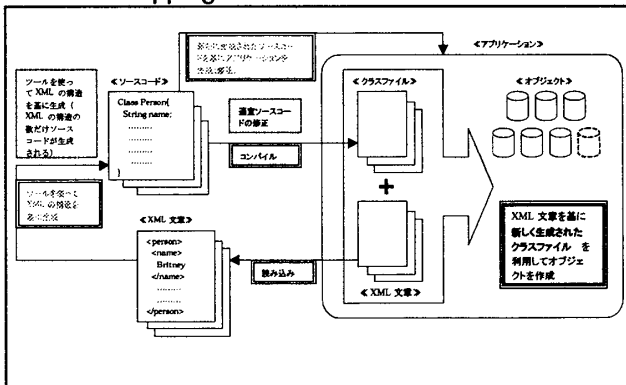 pping
≪アプリケーション≫
≪ソースコード≫
≪クラスファイル≫
≪オブジェクト≫
ツールを使っ
て XML の構造
を基に生成（
XML の構造の
数だけソース
コードが生成
される）
Class Person{
String name;
.........
.........
.........
}
適宜ソースコー
ドの修正
コンパイル
+
ツールを使って
XML の構造を
基に生成
≪XML 文章≫
<person>
<name>
Britney
</name>
.........
.........
</person>
読み込み
≪XML 文章≫
XML 文章を基に
新しく生成された
クラスファイル を
利用してオブジェ
クトを作成